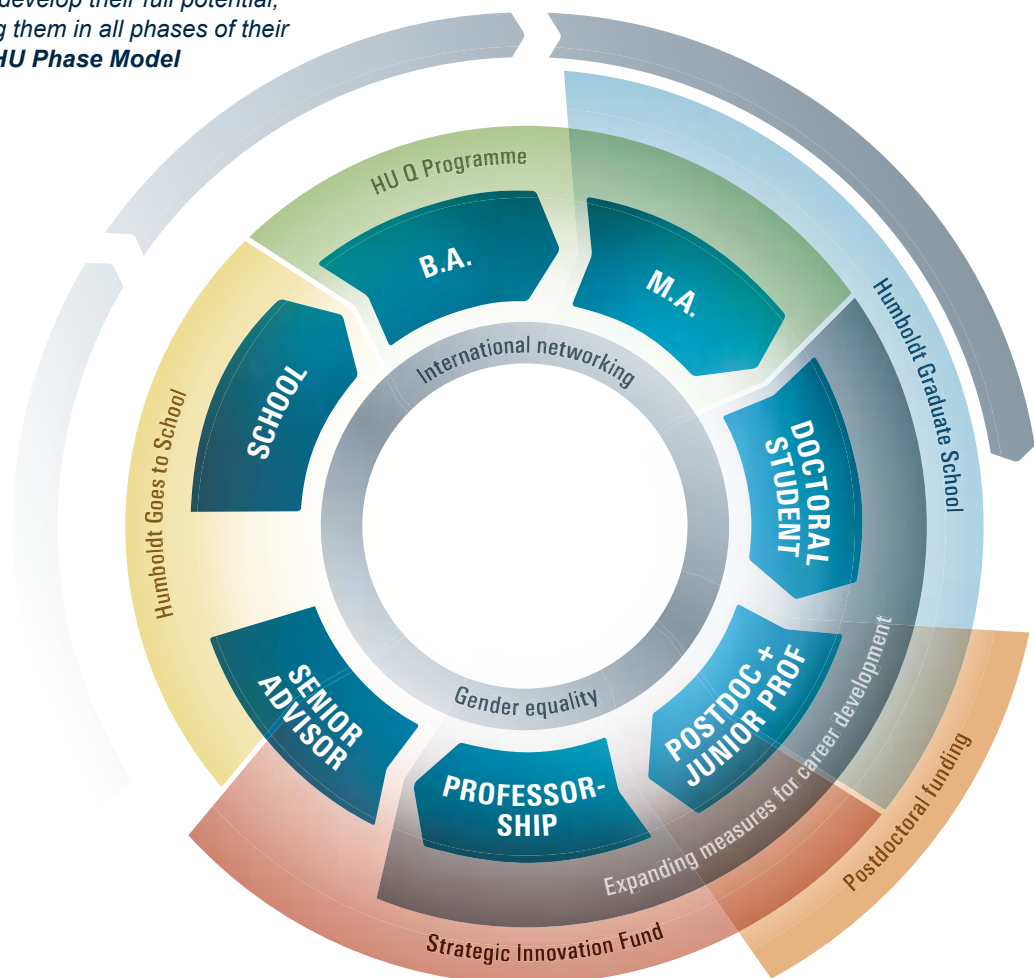 develop their full potential,
them in all phases of their
HU Phase Model
HU Q Programme
B.A.
M.A.
SCHOOL
International networking
Humboldt Graduate School
Humboldt Goes to School
DOCTORAL
STUDENT
Gender equality
SENIOR
ADVISOR
PROFESSOR-
SHIP
POSTDOC +
JUNIOR PROF
Expanding measures for career development
Postdoctoral funding
Strategic Innovation Fund